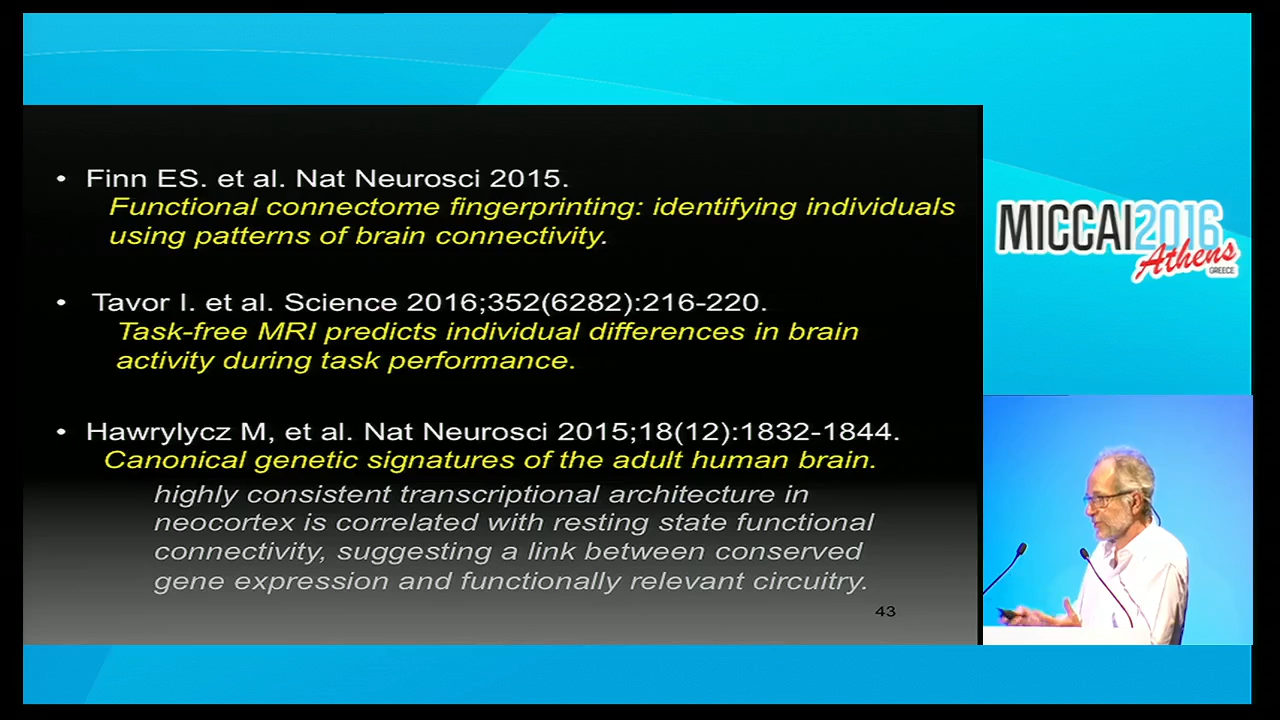 • Finn ES. et al. Nat Neurosci 2015.
Functional connectome fingerprinting: identifying individuals
using patterns of brain connectivity.
• Tavor I. et al. Science 2016;352(6282):216-220.
Task-free MRI predicts individual differences in brain
activity during task performance.
• Hawrylycz M, et al. Nat Neurosci 2015;18(12):1832-1844.
Canonical genetic signatures of the adult human brain.
highly consistent transcriptional architecture in
neocortex is correlated with resting state functional
connectivity, suggesting a link between conserved
gene expression and functionally relevant circuitry.
43
MICCAI2016
Athens
GREECE